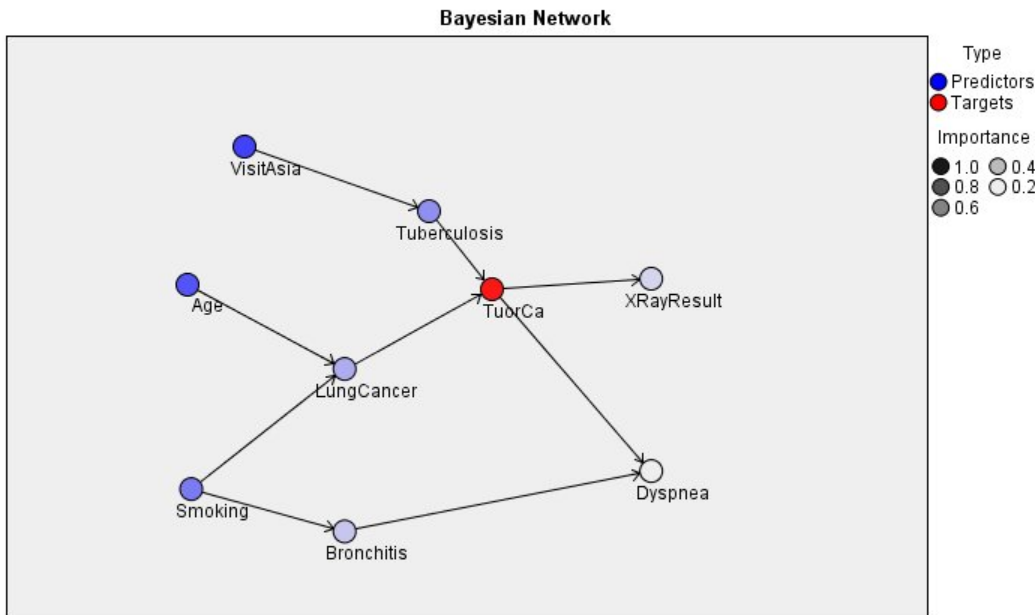 Bayesian Network
Type
Predictors
Targets
Importance
1.0 0.4
0.8 0.2
0.6
VisitAsia
Tuberculosis
Age
TuorCa
XRayResult
LungCancer
Smoking
Bronchitis
Dyspnea